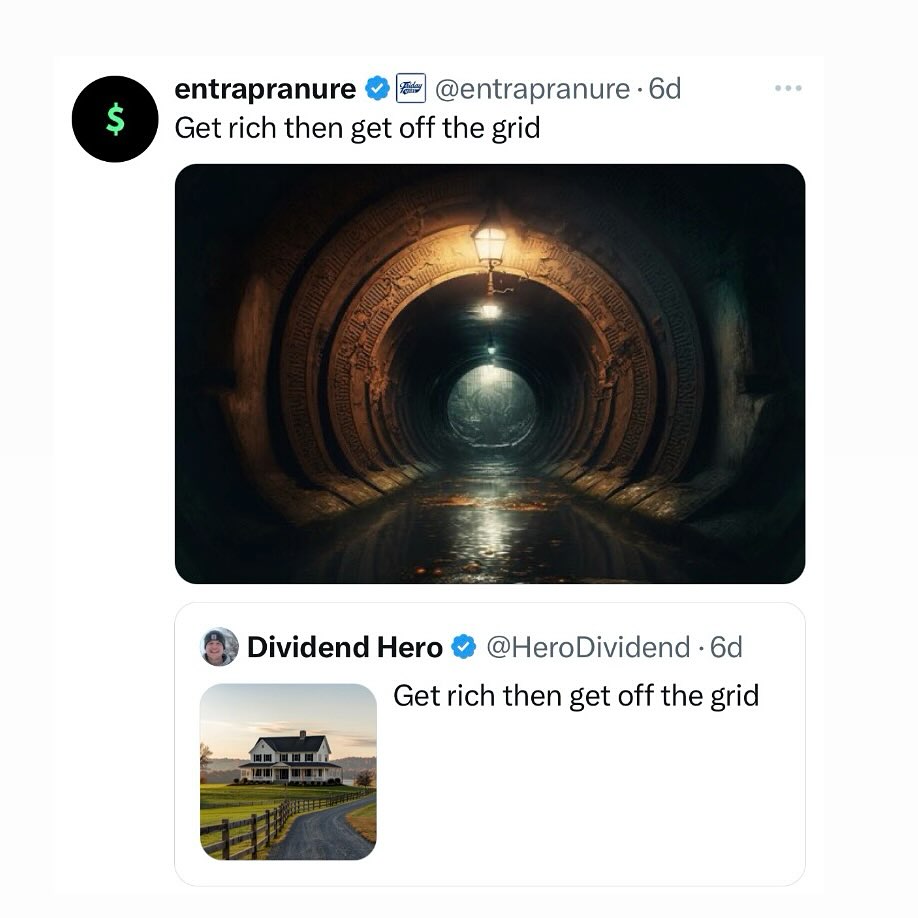 entrapranure @entrapranure · 6d
Get rich then get off the grid
Dividend Hero @HeroDividend · 6d
Get rich then get off the grid